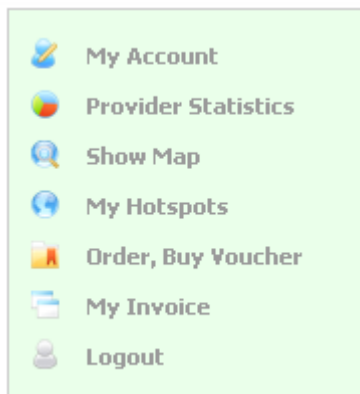 My Account
Provider Statistics
Show Map
My Hotspots
Order, Buy Voucher
My Invoice
Logout